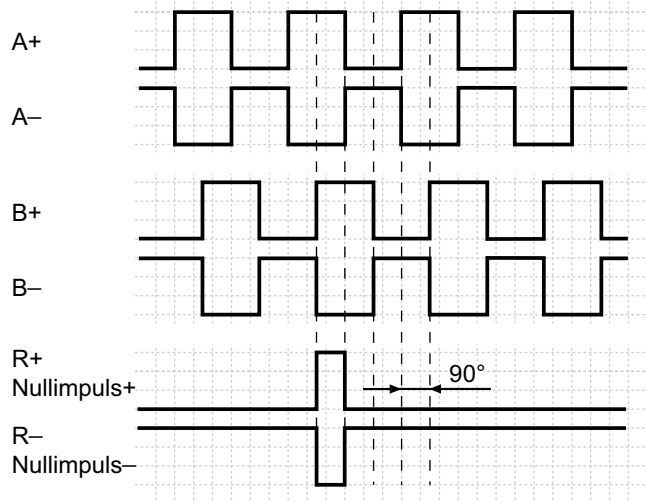 A+
A–
B+
B–
R+
Nullimpuls+
90°
R–
Nullimpuls–